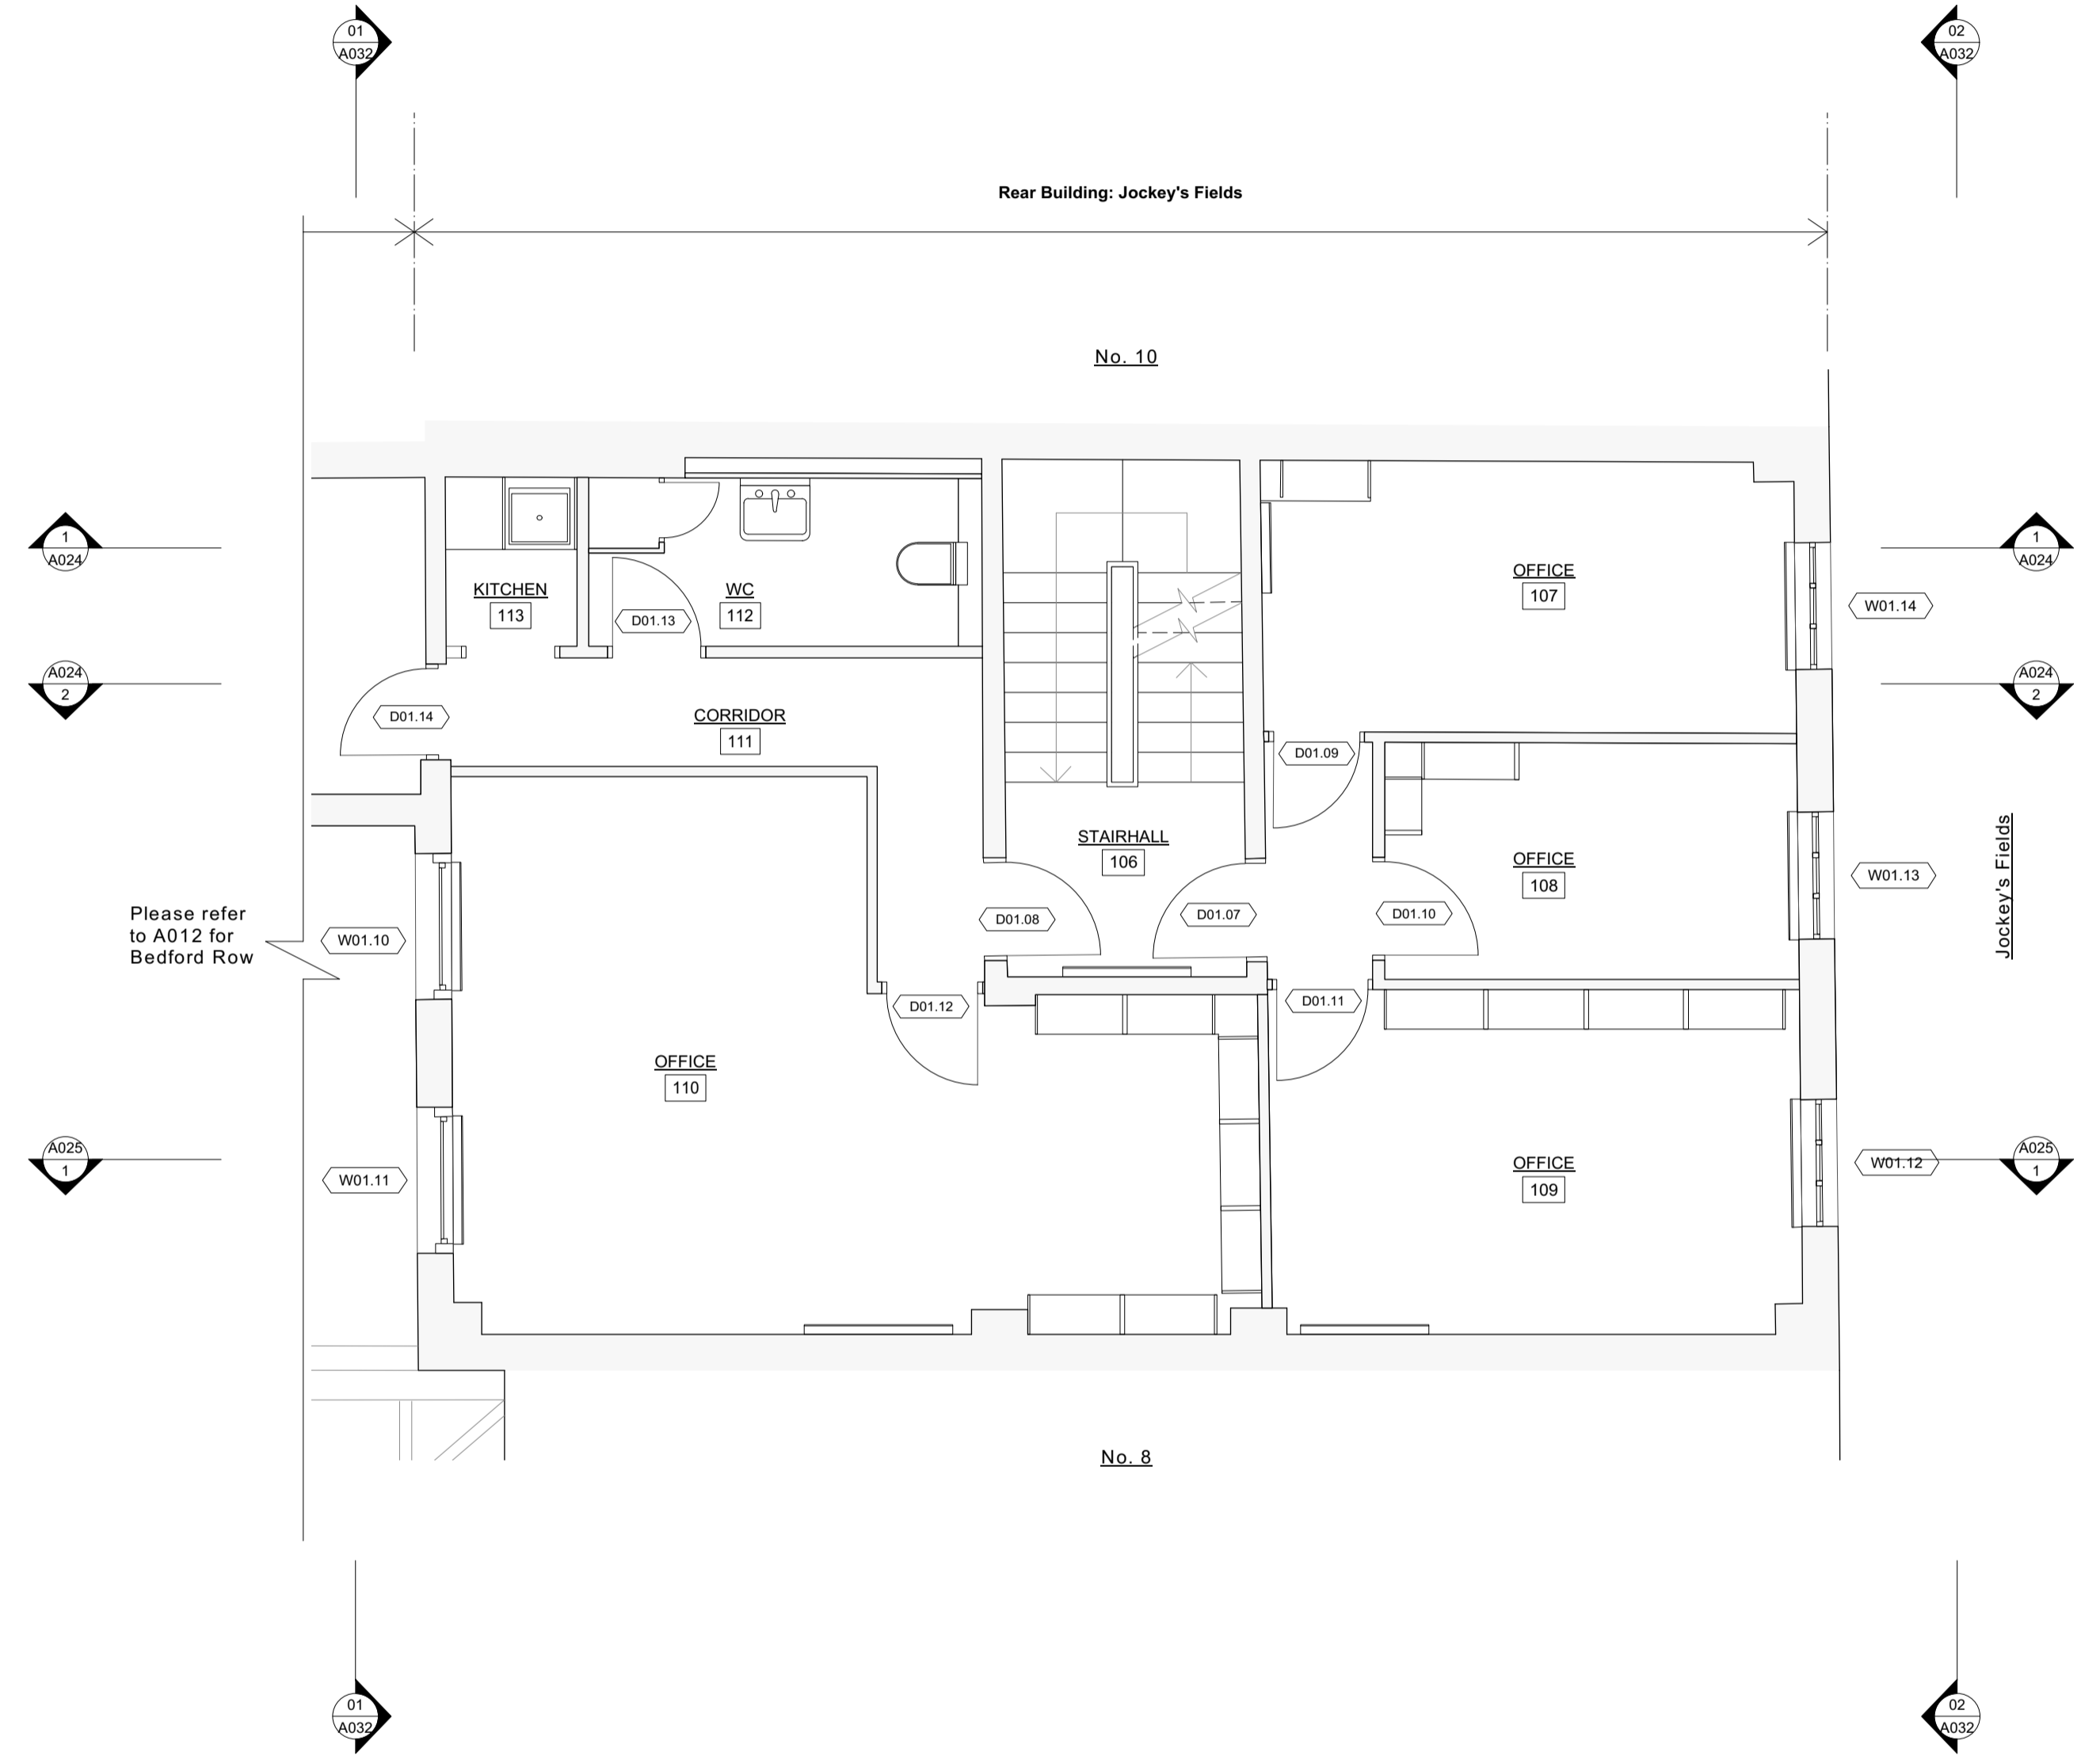 01
A032
02
A032
Rear Building: Jockey's Fields
No. 10
1
A024
1
A024
OFFICE
107
KITCHEN
113
WC
112
D01.13
W01.14
A024
2
A024
2
D01.14
CORRIDOR
111
D01.09
STAIRHALL
106
OFFICE
108
W01.13
Jockey's Fields
Please refer
to A012 for
Bedford Row
W01.10
D01.08
D01.07
D01.10
D01.12
D01.11
OFFICE
110
A025
1
W01.11
OFFICE
109
W01.12
A025
1
No. 8
01
A032
02
A032